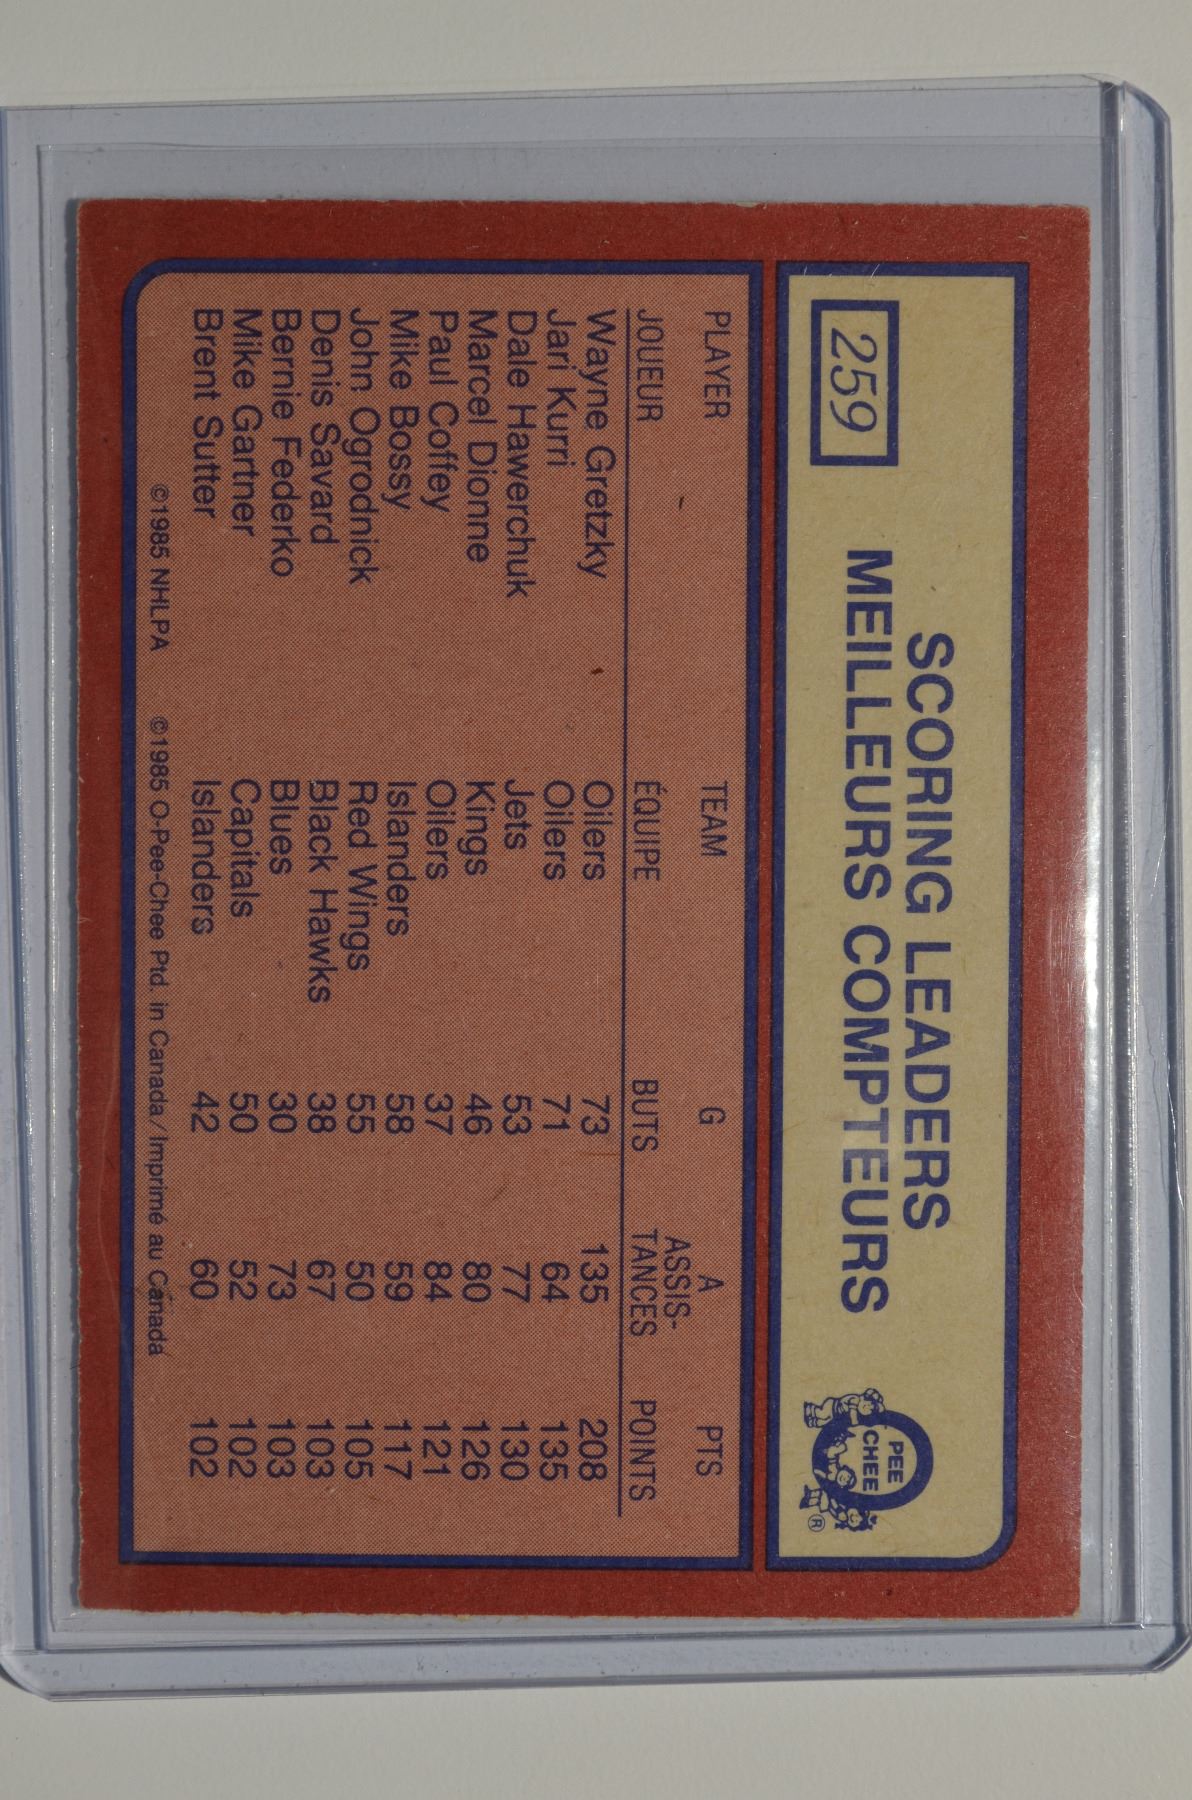 259
SCORING LEADERS
MEILLEURS COMPTEURS
PEE
CHEE
®
PLAYER TEAM G A PTS
JOUEUR ÉQUIPE BUTS ASSIS-
TANCES POINTS
Wayne Gretzky Oilers 73 135 208
Jari Kurri Oilers 71 64 135
Dale Hawerchuk Jets 53 77 130
Marcel Dionne Kings 46 80 126
Paul Coffey Oilers 37 84 121
Mike Bossy Islanders 58 59 117
John Ogrodnick Red Wings 55 50 105
Denis Savard Black Hawks 38 67 103
Bernie Federko Blues 30 73 103
Mike Gartner Capitals 50 52 102
Brent Sutter Islanders 42 60 102
©1985 NHLPA ©1985 O-Pee-Chee Ptd. in Canada/Imprimé au Canada